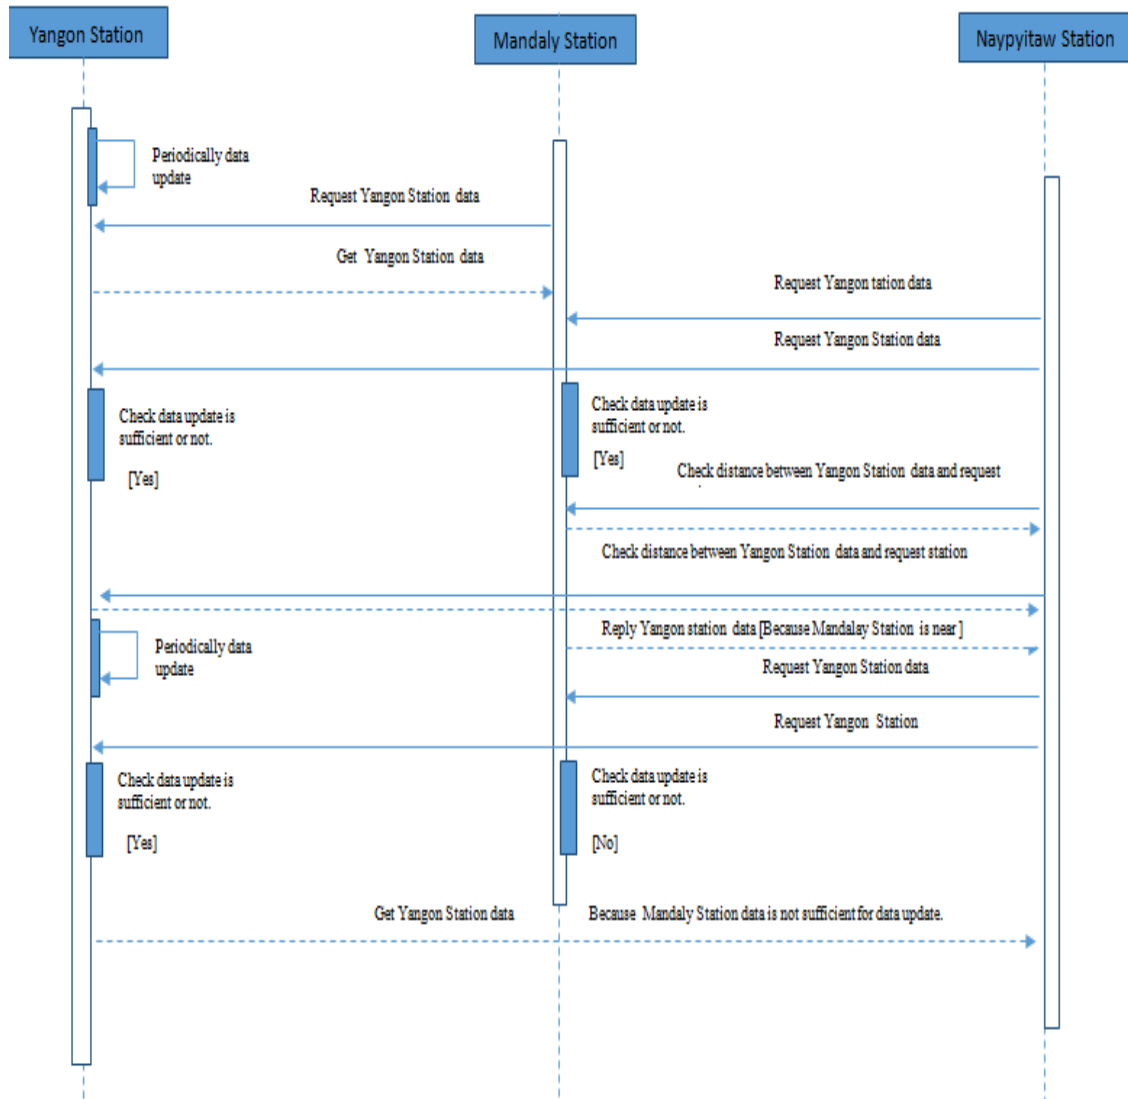 Yangon Station
Mandaly Station
Naypyitaw Station
Periodically data
update
Request Yangon Station data
Get Yangon Station data
Request Yangon tation data
Request Yangon Station data
Check data update is
sufficient or not.
[Yes]
Check data update is
sufficient or not.
[Yes]
Check distance between Yangon Station data and request
Check distance between Yangon Station data and request station
Reply Yangon station data [Because Mandalay Station is near ]
Periodically data
update
Request Yangon Station data
Request Yangon Station
Check data update is
sufficient or not.
[Yes]
Check data update is
sufficient or not.
[No]
Get Yangon Station data
Because Mandaly Station data is not sufficient for data update.